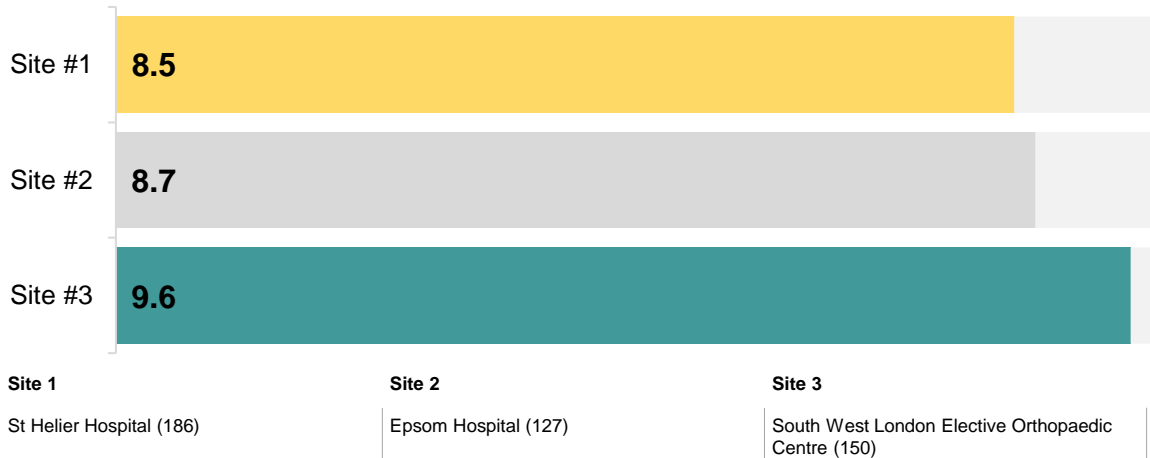 Site #1
8.5
Site #2
8.7
Site #3
9.6
Site 1
Site 2
Site 3
St Helier Hospital (186)
Epsom Hospital (127)
South West London Elective Orthopaedic
Centre (150)